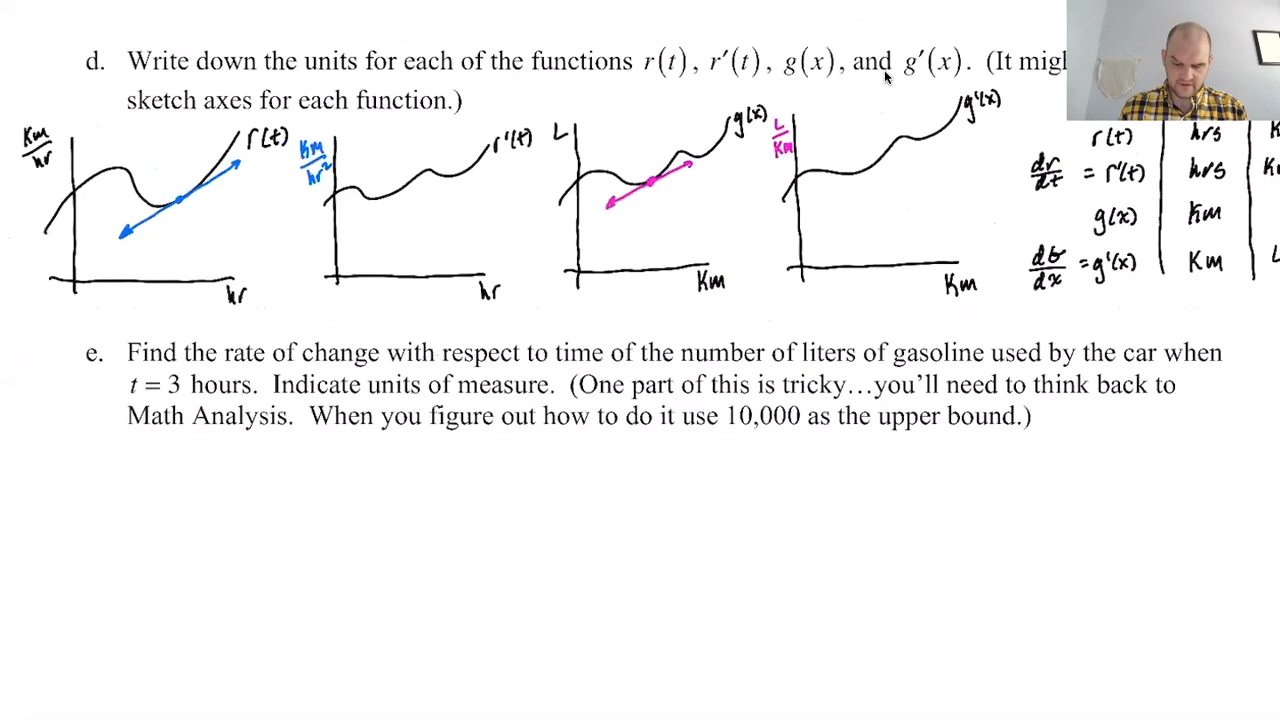 d. Write down the units for each of the functions r(t), r′(t), g(x), and g′(x). (It
sketch axes for each function.)
Km/hr r(t)
hr
Km/hr² r'(t)
hr
L g(x)
Km
L/Km g'(x)
Km
r(t) hrs
dr/dt = r'(t) hrs
g(x) Km
dx = g'(x) Km
e. Find the rate of change with respect to time of the number of liters of gasoline used by the car when
t = 3 hours. Indicate units of measure. (One part of this is tricky…you’ll need to think back to
Math Analysis. When you figure out how to do it use 10,000 as the upper bound.)